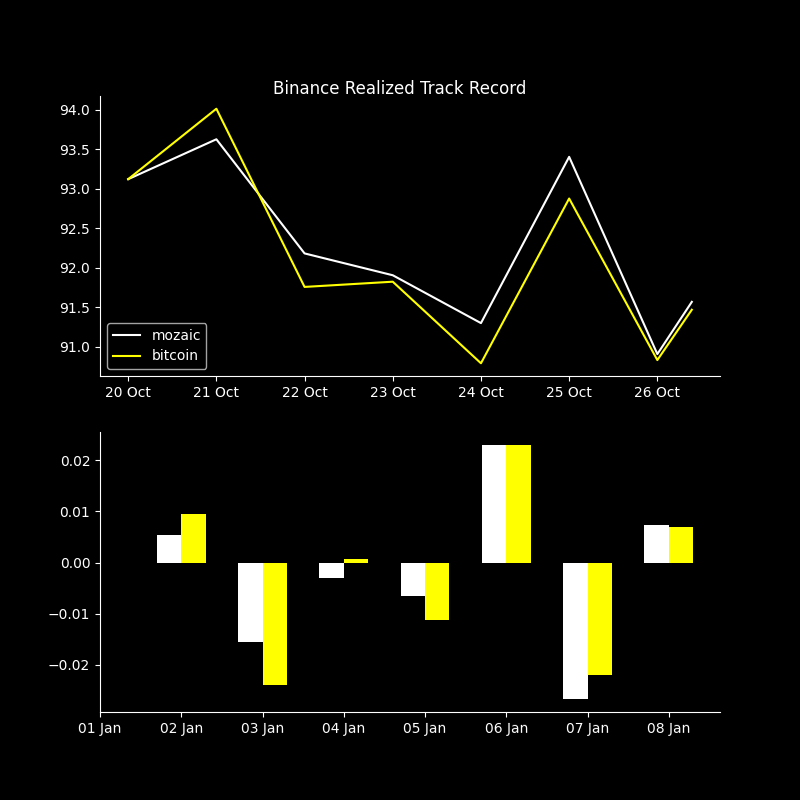 Binance Realized Track Record
94.0
93.5
93.0
92.5
92.0
91.5
91.0
mozaic
bitcoin
20 Oct 21 Oct 22 Oct 23 Oct 24 Oct 25 Oct 26 Oct
0.02
0.01
0.00
−0.01
−0.02
01 Jan 02 Jan 03 Jan 04 Jan 05 Jan 06 Jan 07 Jan 08 Jan